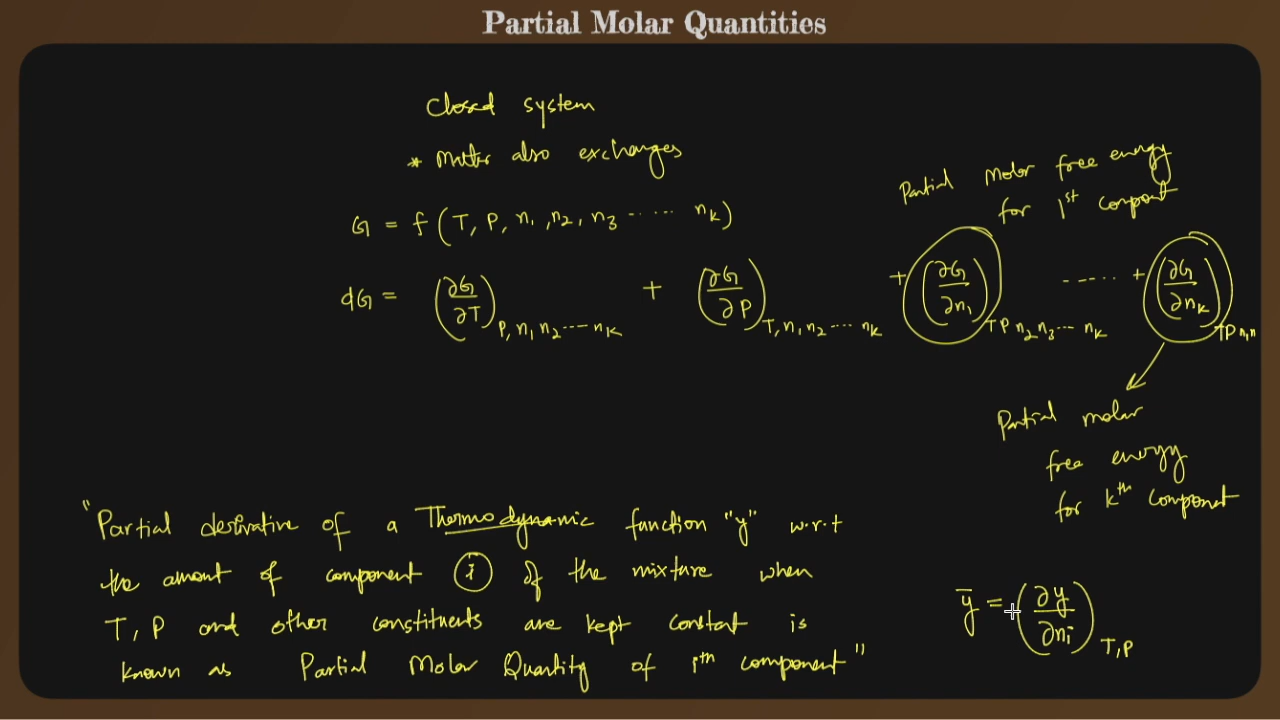 Partial Molar Quantities
Closed system
* matter also exchanges
G = f (T, P, n₁, n₂, n₃ ...... nₖ)
Partial Molar free energy
for 1st component
dG = (∂G/∂T)P, n₁ n₂ ---- nₖ + (∂G/∂P)T, n₁ n₂ ---- nₖ + (∂G/∂n₁)T P n₂ n₃ ---- nₖ ------ + (∂G/∂nₖ)T P n₁ n
Partial molar
free energy
for kth component
"Partial derivative of a Thermodynamic function "y" w.r.t
the amount of component i of the mixture when
T, P and other constituents are kept constat is
known as Partial Molar Quantity of ith component"
ȳ = (∂y/∂nᵢ)T,P